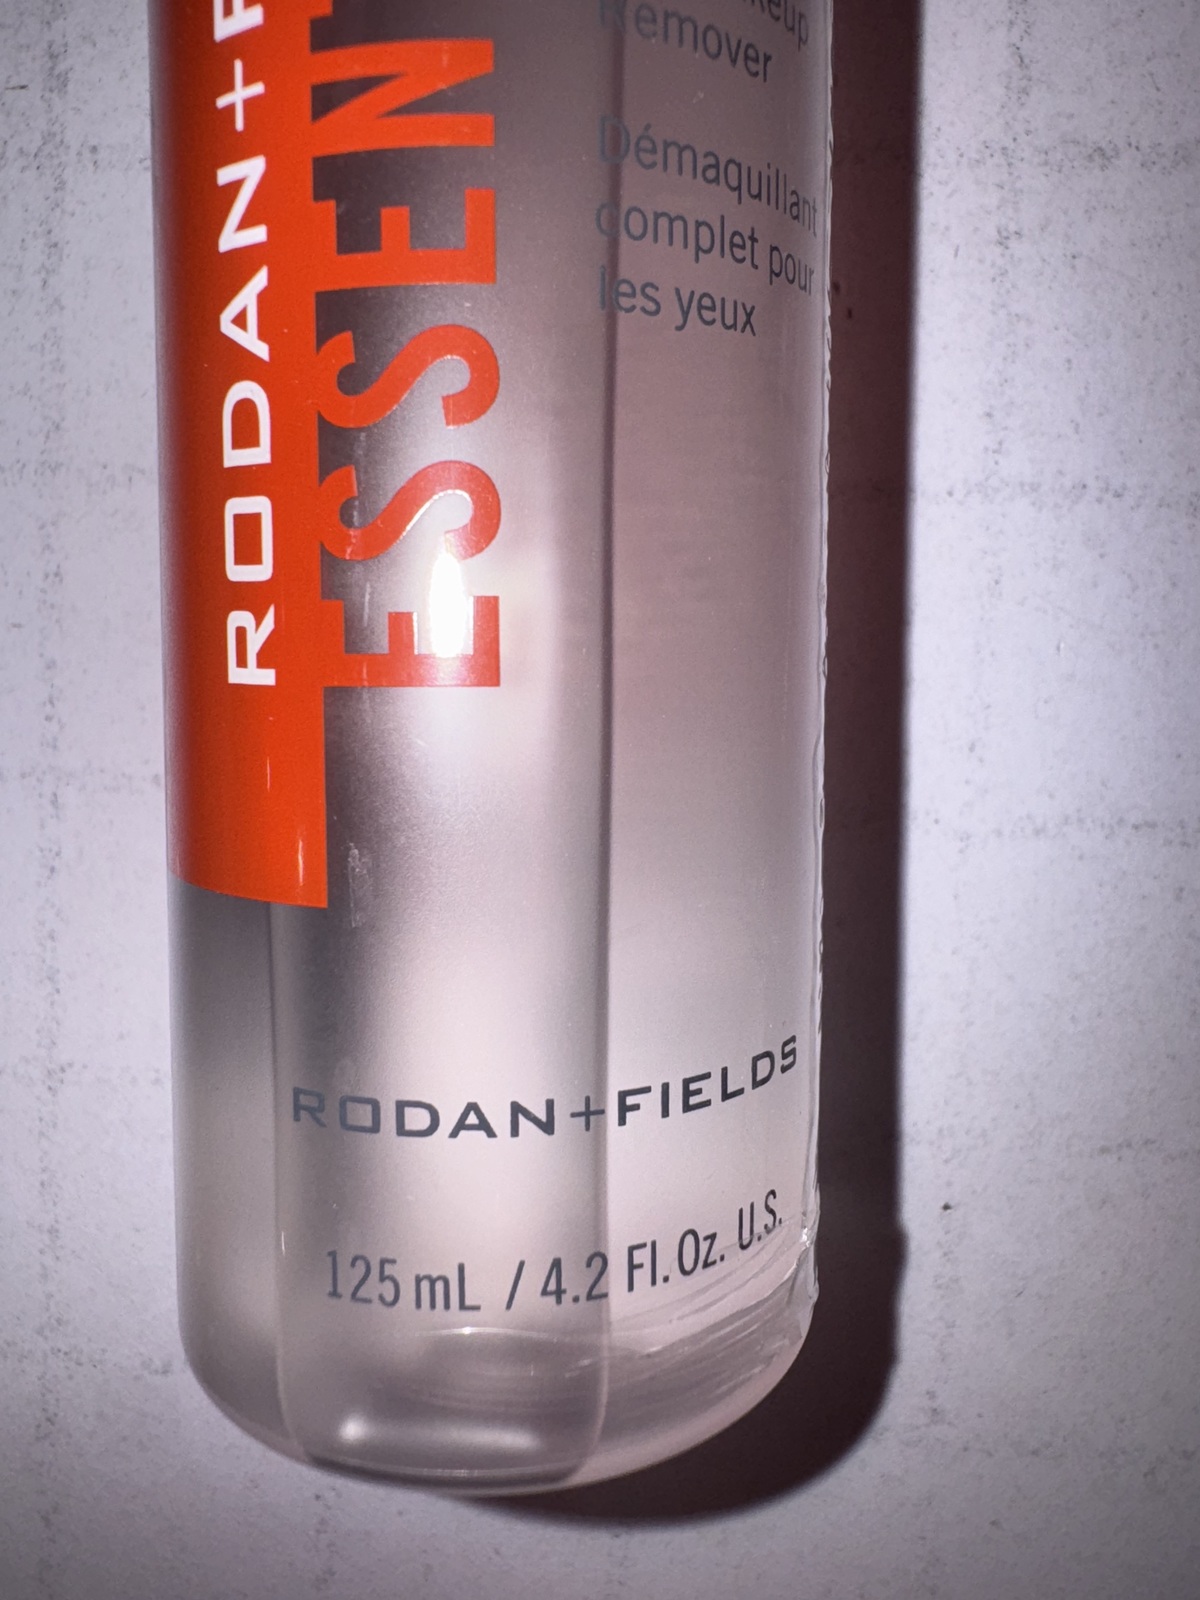 RODAN+
ESSEN
Remover
Démaquillant
complet pour
les yeux
RODAN+FIELDS
125 mL / 4.2 Fl. Oz. U.S.